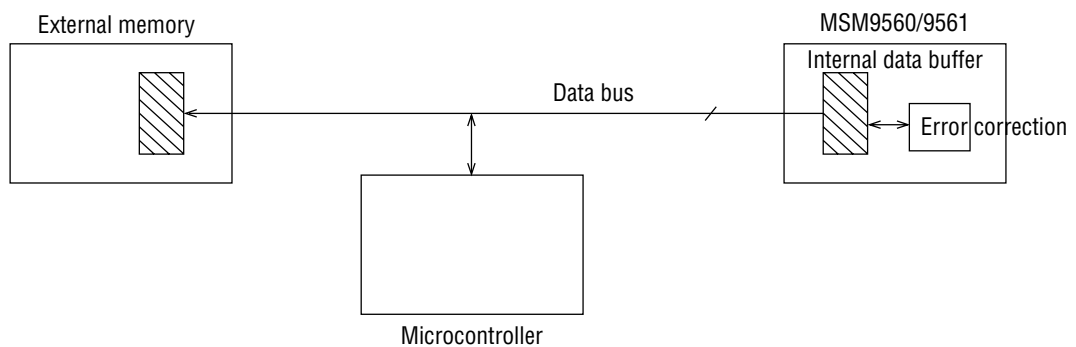 External memory
MSM9560/9561
Internal data buffer
Data bus
Error correction
Microcontroller